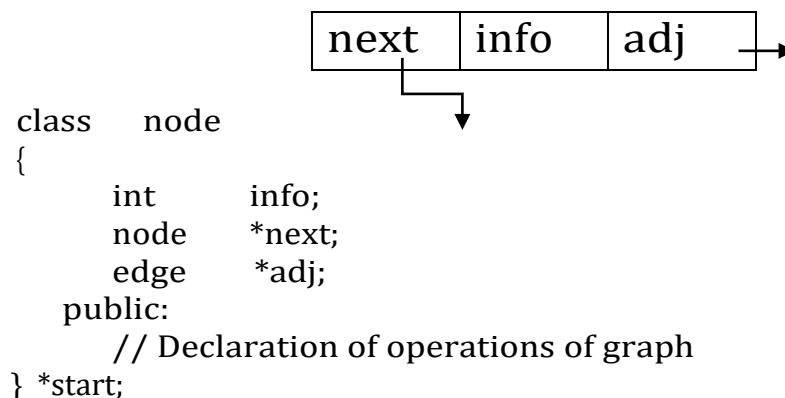 next info adj
class node
{
int info;
node *next;
edge *adj;
public:
// Declaration of operations of graph
} *start;